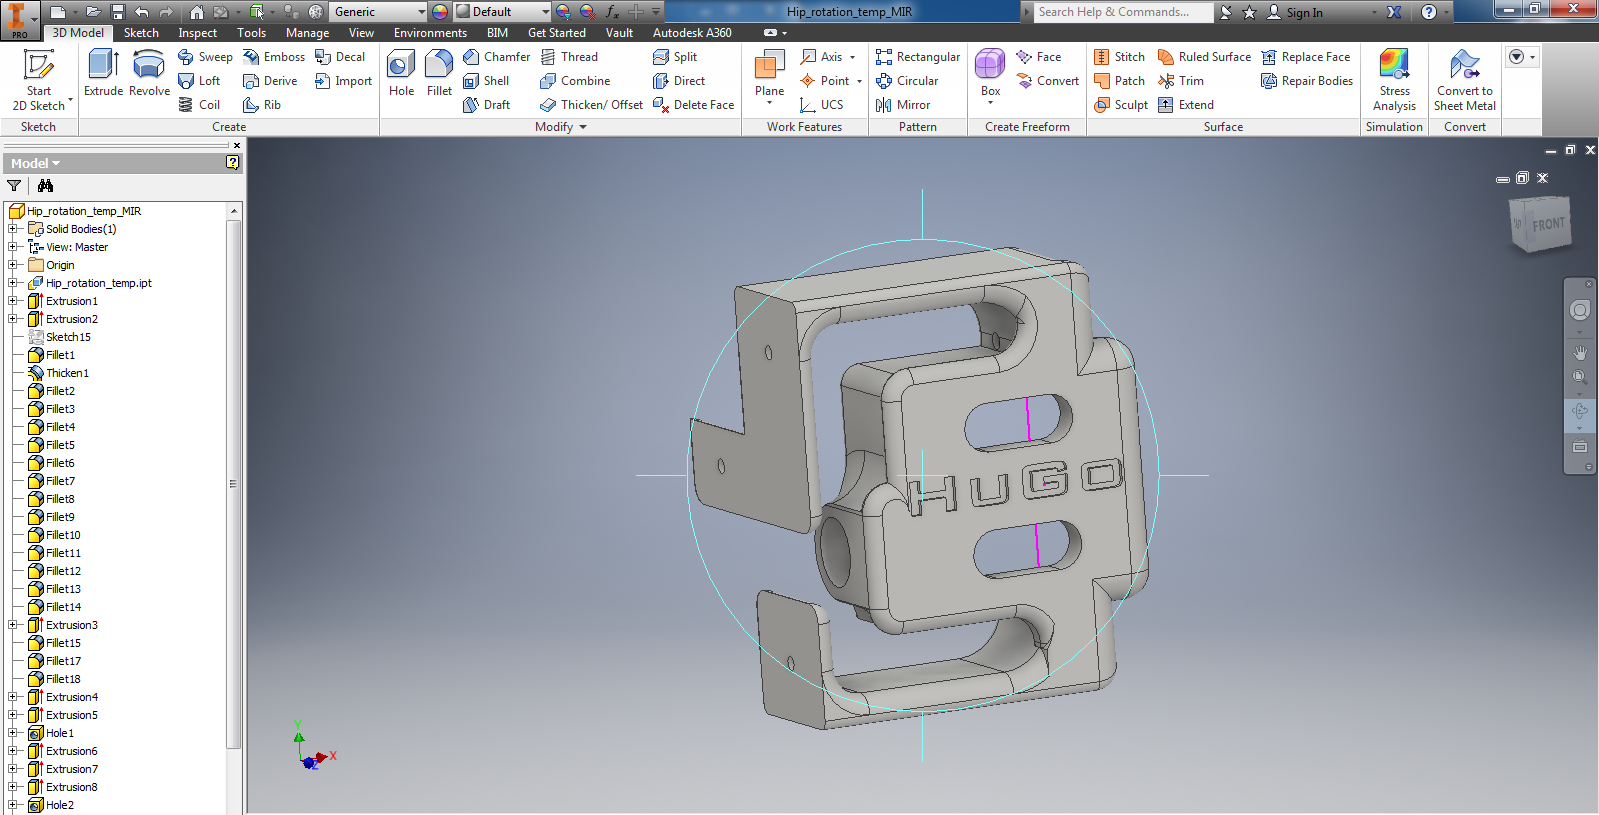 Generic
Default
Hip_rotation_temp_MIR
Search Help & Commands...
Sign In
PRO
3D Model Sketch Inspect Tools Manage View Environments BIM Get Started Vault Autodesk A360
Start
2D Sketch
Sketch
Extrude
Revolve
Sweep
Loft
Coil
Emboss
Derive
Rib
Decal
Import
Create
Hole
Fillet
Chamfer
Shell
Draft
Thread
Combine
Thicken/ Offset
Split
Direct
Delete Face
Modify
Plane
Axis
Point
UCS
Work Features
Rectangular
Circular
Mirror
Pattern
Box
Face
Convert
Create Freeform
Stitch
Patch
Sculpt
Ruled Surface
Trim
Extend
Replace Face
Repair Bodies
Surface
Stress
Analysis
Simulation
Convert to
Sheet Metal
Convert
Model
Hip_rotation_temp_MIR
Solid Bodies(1)
View: Master
Origin
Hip_rotation_temp.ipt
Extrusion1
Extrusion2
Sketch15
Fillet1
Thicken1
Fillet2
Fillet3
Fillet4
Fillet5
Fillet6
Fillet7
Fillet8
Fillet9
Fillet10
Fillet11
Fillet12
Fillet13
Fillet14
Extrusion3
Fillet15
Fillet17
Fillet18
Extrusion4
Extrusion5
Hole1
Extrusion6
Extrusion7
Extrusion8
Hole2
HUGO
FRONT
Y
X
Z